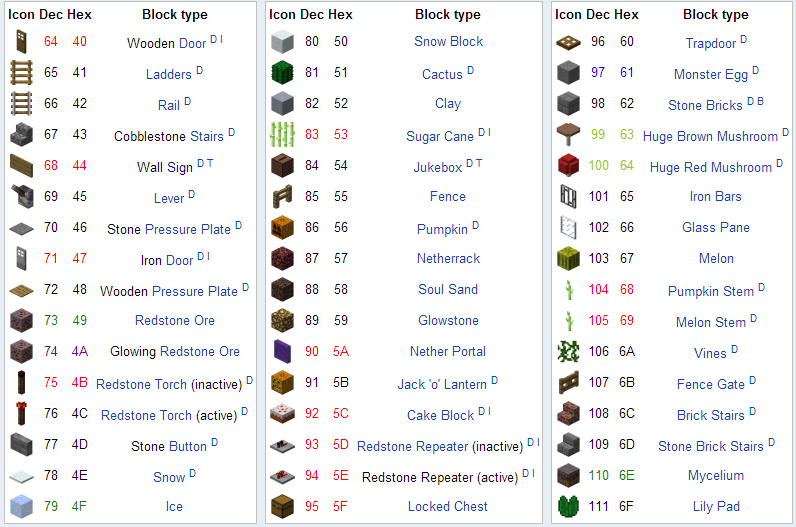 Icon Dec Hex Block type
64 40 Wooden Door D I
65 41 Ladders D
66 42 Rail D
67 43 Cobblestone Stairs D
68 44 Wall Sign D T
69 45 Lever D
70 46 Stone Pressure Plate D
71 47 Iron Door D I
72 48 Wooden Pressure Plate D
73 49 Redstone Ore
74 4A Glowing Redstone Ore
75 4B Redstone Torch (inactive) D
76 4C Redstone Torch (active) D
77 4D Stone Button D
78 4E Snow D
79 4F Ice
Icon Dec Hex Block type
80 50 Snow Block
81 51 Cactus D
82 52 Clay
83 53 Sugar Cane D I
84 54 Jukebox D T
85 55 Fence
86 56 Pumpkin D
87 57 Netherrack
88 58 Soul Sand
89 59 Glowstone
90 5A Nether Portal
91 5B Jack 'o' Lantern D
92 5C Cake Block D I
93 5D Redstone Repeater (inactive) D I
94 5E Redstone Repeater (active) D I
95 5F Locked Chest
Icon Dec Hex Block type
96 60 Trapdoor D
97 61 Monster Egg D
98 62 Stone Bricks D B
99 63 Huge Brown Mushroom D
100 64 Huge Red Mushroom D
101 65 Iron Bars
102 66 Glass Pane
103 67 Melon
104 68 Pumpkin Stem D
105 69 Melon Stem D
106 6A Vines D
107 6B Fence Gate D
108 6C Brick Stairs D
109 6D Stone Brick Stairs D
110 6E Mycelium
111 6F Lily Pad